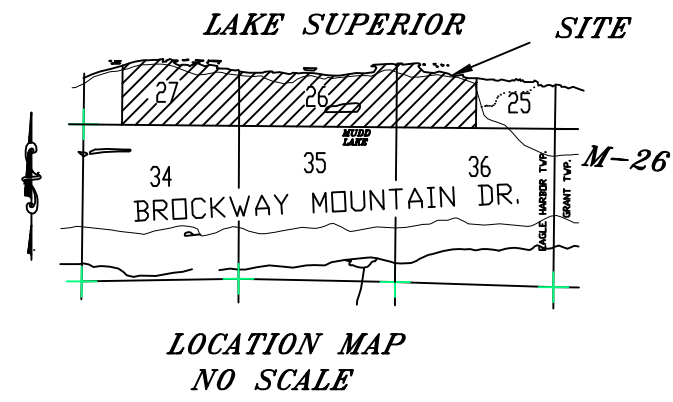 LAKE SUPERIOR
SITE
27
26
25
MUDD
LAKE
M-26
34
35
36
BROCKWAY MOUNTAIN DR.
EAGLE HARBOR TWP.
GRANT TWP.
LOCATION MAP
NO SCALE